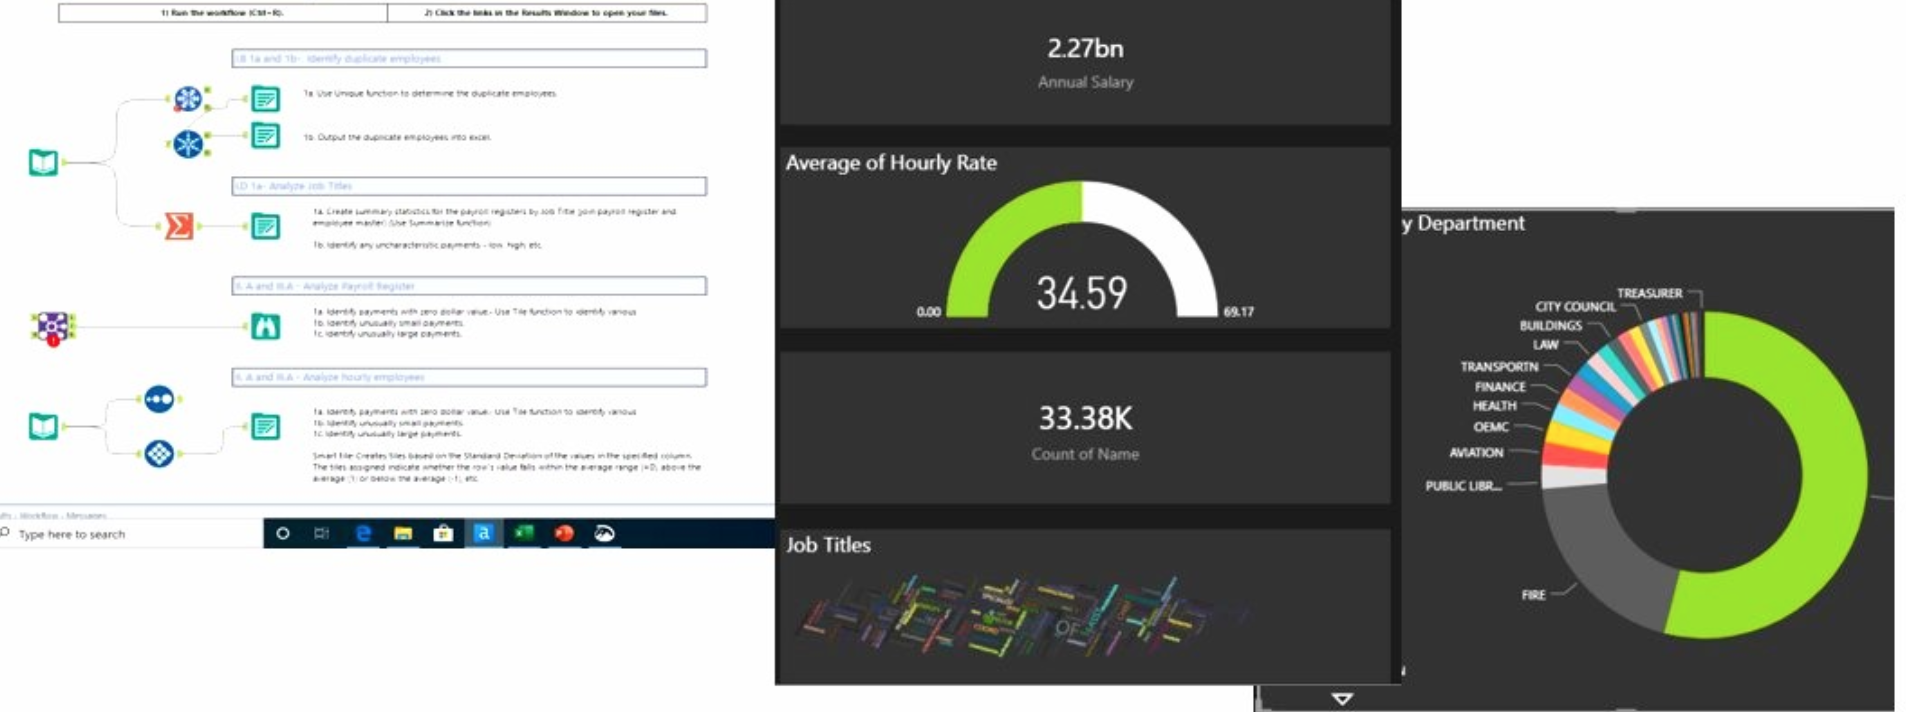 1) Run the workflow (Ctrl+R).
2) Click the links in the Results Window to open your files.
I.B 1a and 1b- Identify duplicate employees
1a. Use Unique function to determine the duplicate employees.
1b. Output the duplicate employees into excel.
I.D 1a- Analyze Job Titles
1a. Create summary statistics for the payroll registers by Job Title (join payroll register and
employee master) (Use Summarize function)
1b. Identify any uncharacteristic payments - low, high, etc.
II. A and III.A - Analyze Payroll Register
1a. Identify payments with zero dollar value.- Use Tile function to identify various
1b. Identify unusually small payments.
1c. Identify unusually large payments.
II. A and III.A - Analyze hourly employees
1a. Identify payments with zero dollar value.- Use Tile function to identify various
1b. Identify unusually small payments.
1c. Identify unusually large payments.
Smart Tile: Creates tiles based on the Standard Deviation of the values in the specified column.
The tiles assigned indicate whether the row's value falls within the average range (=0), above the
average (1) or below the average (-1), etc.
- Workflow - Messages
Type here to search
2.27bn
Annual Salary
Average of Hourly Rate
34.59
0.00
69.17
33.38K
Count of Name
Job Titles
OF
y Department
TREASURER
CITY COUNCIL
BUILDINGS
LAW
TRANSPORTN
FINANCE
HEALTH
OEMC
AVIATION
PUBLIC LIBR...
FIRE